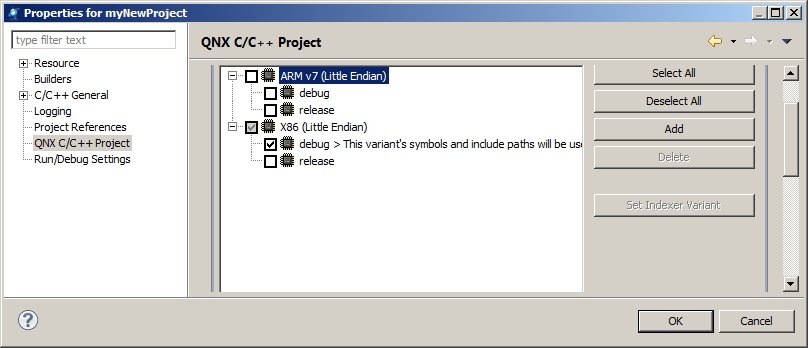 Properties for myNewProject
type filter text
Resource
Builders
C/C++ General
Logging
Project References
QNX C/C++ Project
Run/Debug Settings
QNX C/C++ Project
ARM v7 (Little Endian)
debug
release
X86 (Little Endian)
debug > This variant's symbols and include paths will be use
release
Select All
Deselect All
Add
Delete
Set Indexer Variant
OK
Cancel